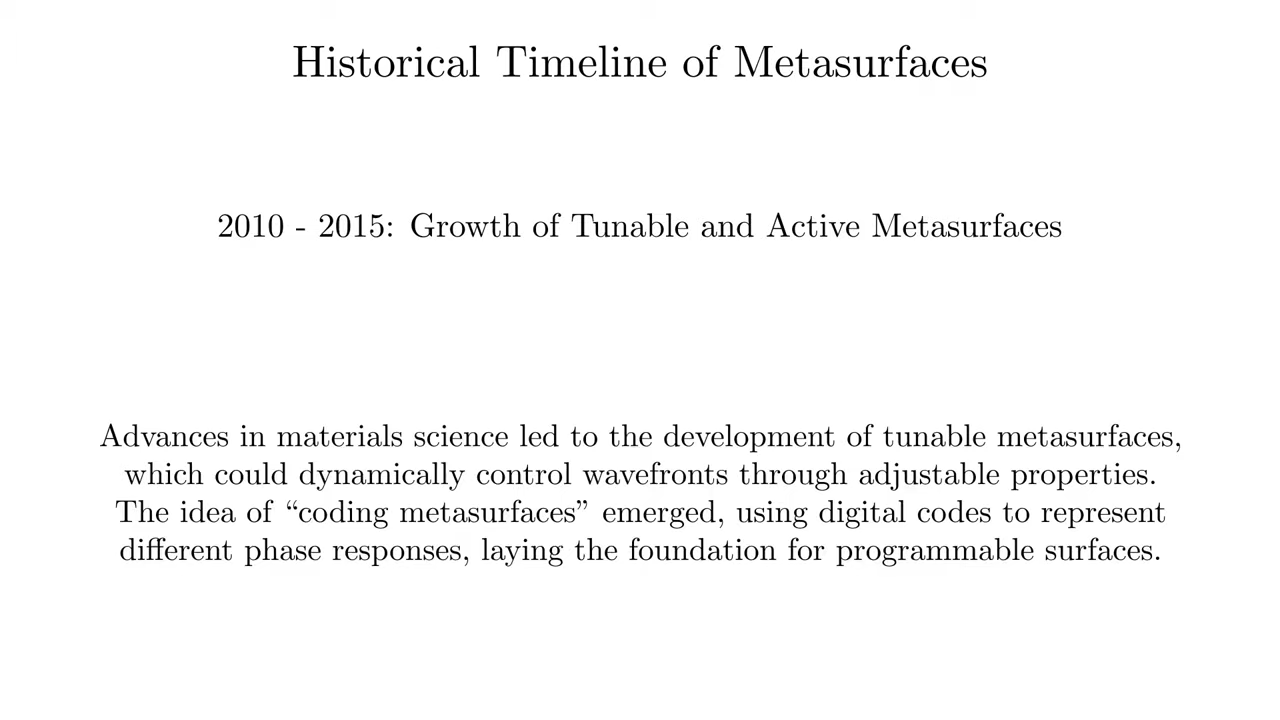 Historical Timeline of Metasurfaces
2010 - 2015: Growth of Tunable and Active Metasurfaces
Advances in materials science led to the development of tunable metasurfaces,
which could dynamically control wavefronts through adjustable properties.
The idea of “coding metasurfaces” emerged, using digital codes to represent
different phase responses, laying the foundation for programmable surfaces.